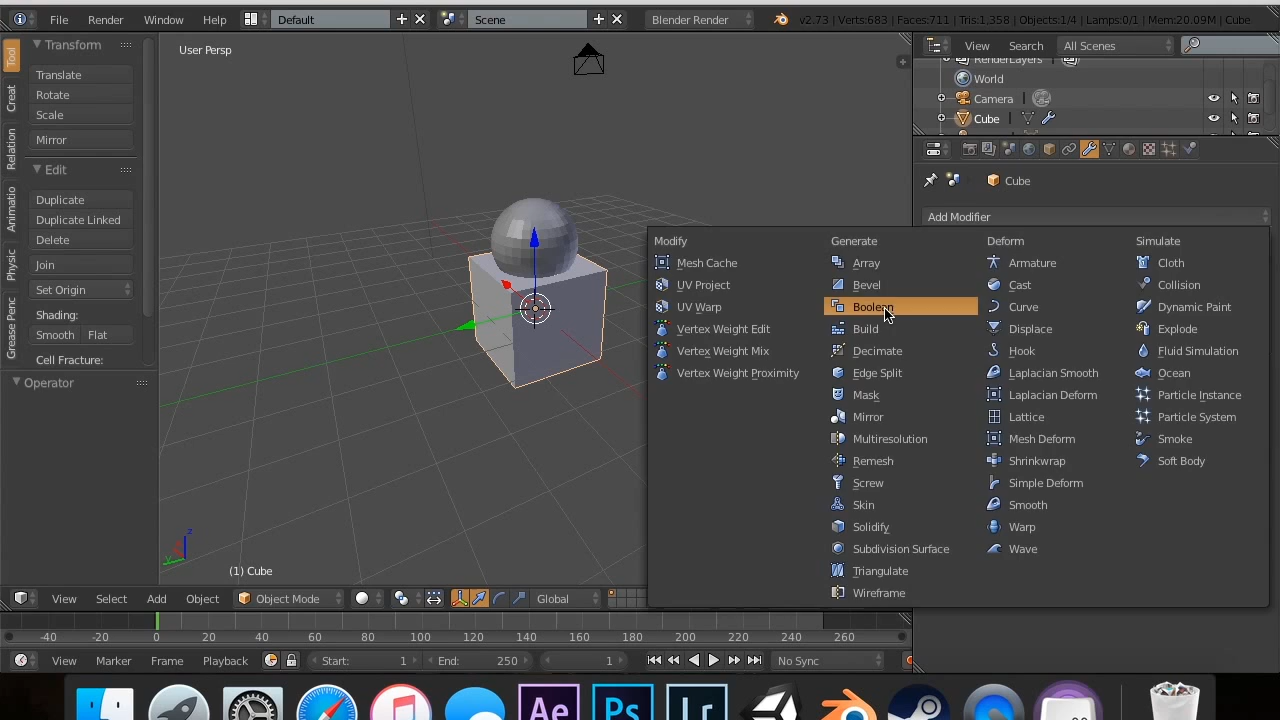 File Render Window Help Default Scene Blender Render v2.73 | Verts:683 | Faces:711 | Tris:1,358 | Objects:1/4 | Lamps:0/1 | Mem:20.09M | Cube
Tool
Creat
Relation
Animatio
Physic
Grease Penc
Transform
Translate
Rotate
Scale
Mirror
Edit
Duplicate
Duplicate Linked
Delete
Join
Set Origin
Shading:
Smooth Flat
Cell Fracture:
Operator
User Persp
(1) Cube
View Search All Scenes
RenderLayers
World
Camera
Cube
Cube
Add Modifier
Modify
Mesh Cache
UV Project
UV Warp
Vertex Weight Edit
Vertex Weight Mix
Vertex Weight Proximity
Generate
Array
Bevel
Boolean
Build
Decimate
Edge Split
Mask
Mirror
Multiresolution
Remesh
Screw
Skin
Solidify
Subdivision Surface
Triangulate
Wireframe
Deform
Armature
Cast
Curve
Displace
Hook
Laplacian Smooth
Laplacian Deform
Lattice
Mesh Deform
Shrinkwrap
Simple Deform
Smooth
Warp
Wave
Simulate
Cloth
Collision
Dynamic Paint
Explode
Fluid Simulation
Ocean
Particle Instance
Particle System
Smoke
Soft Body
z
y
View Select Add Object Object Mode Global
-40 -20 0 20 40 60 80 100 120 140 160 180 200 220 240 260
View Marker Frame Playback Start: 1 End: 250 1 No Sync
Ae Ps Lr